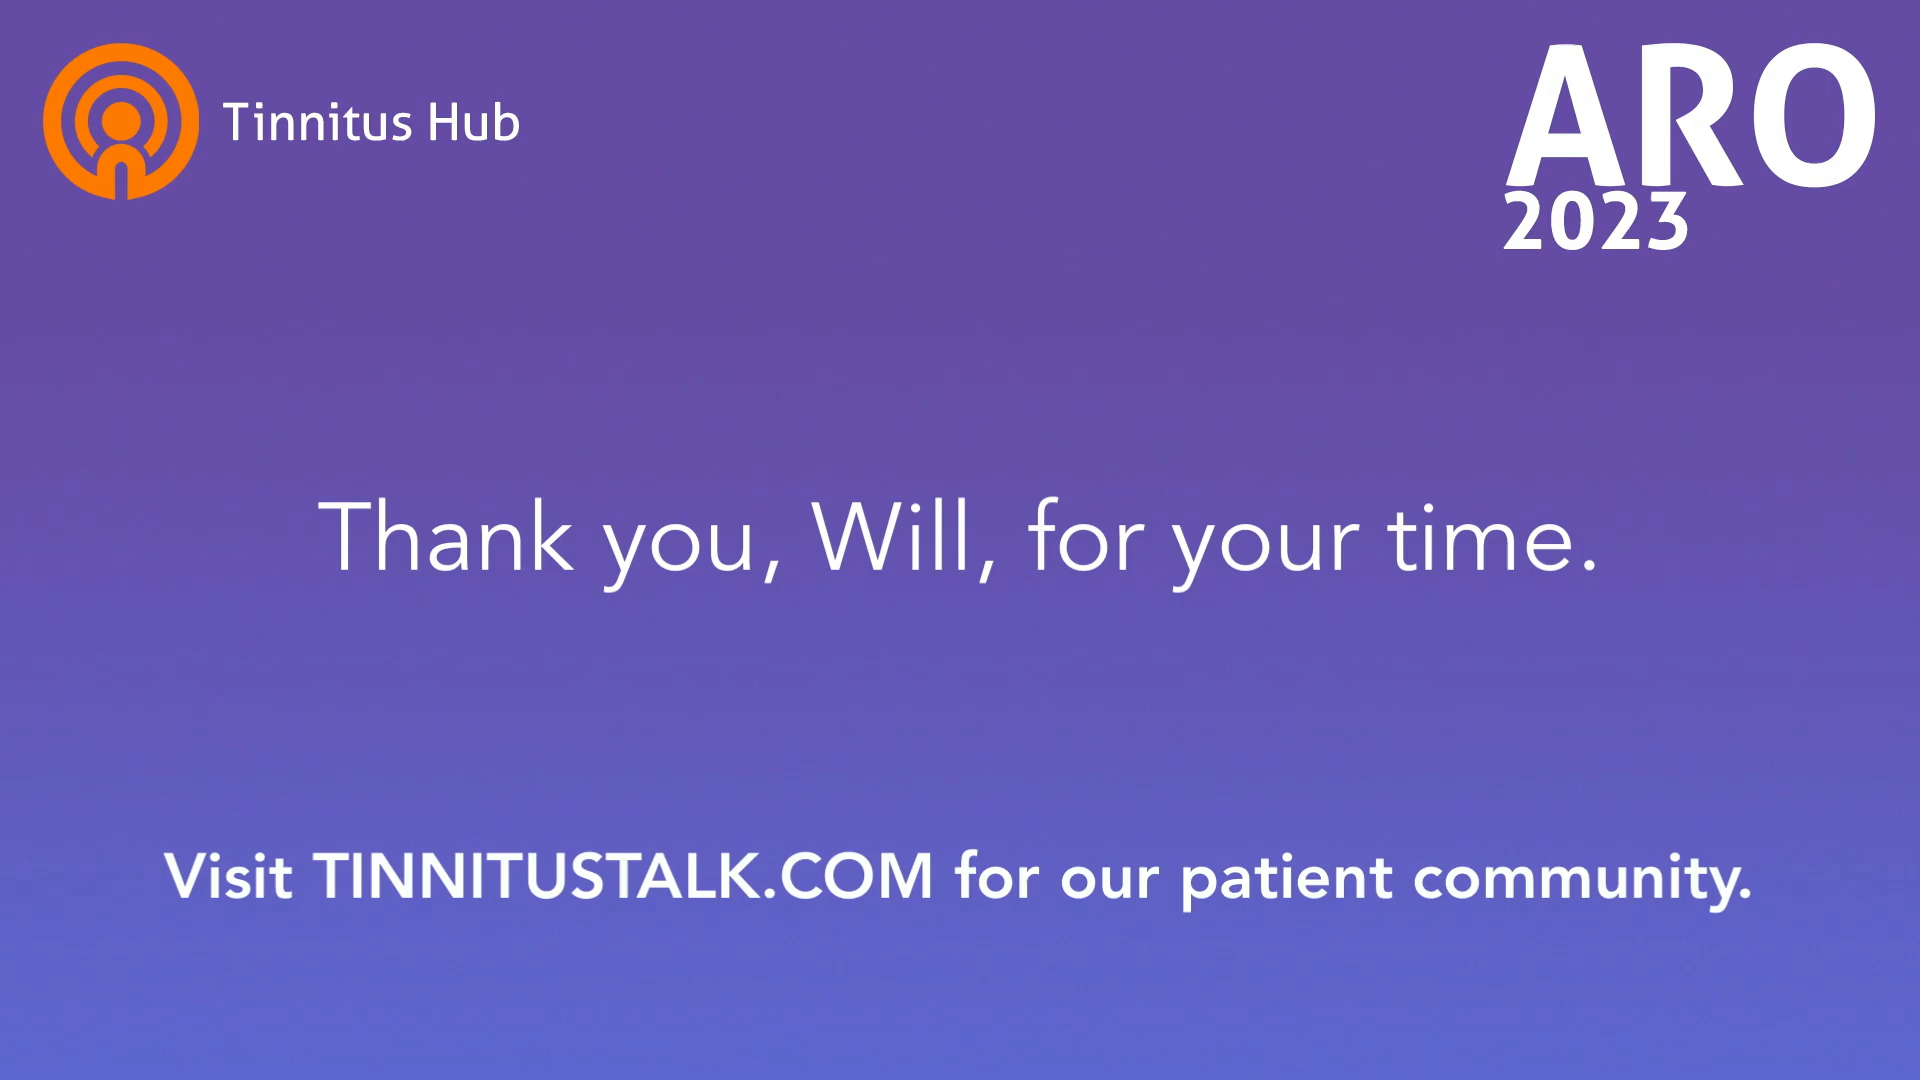 Tinnitus Hub
ARO
2023
Thank you, Will, for your time.
Visit TINNITUSTALK.COM for our patient community.